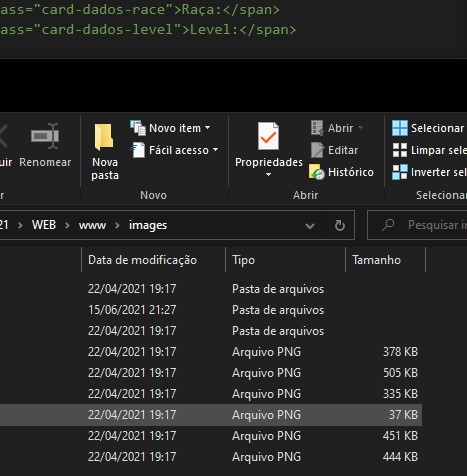 ass="card-dados-race">Raça:</span>
ass="card-dados-level">Level:</span>
uir Renomear
Nova pasta
Novo item
Fácil acesso
Novo
Propriedades
Abrir
Editar
Histórico
Abrir
Selecionar
Limpar sele
Inverter sel
Selecionar
21 > WEB > www > images
Pesquisar in
Data de modificação Tipo Tamanho
22/04/2021 19:17 Pasta de arquivos
15/06/2021 21:27 Pasta de arquivos
22/04/2021 19:17 Pasta de arquivos
22/04/2021 19:17 Arquivo PNG 378 KB
22/04/2021 19:17 Arquivo PNG 505 KB
22/04/2021 19:17 Arquivo PNG 335 KB
22/04/2021 19:17 Arquivo PNG 37 KB
22/04/2021 19:17 Arquivo PNG 451 KB
22/04/2021 19:17 Arquivo PNG 444 KB